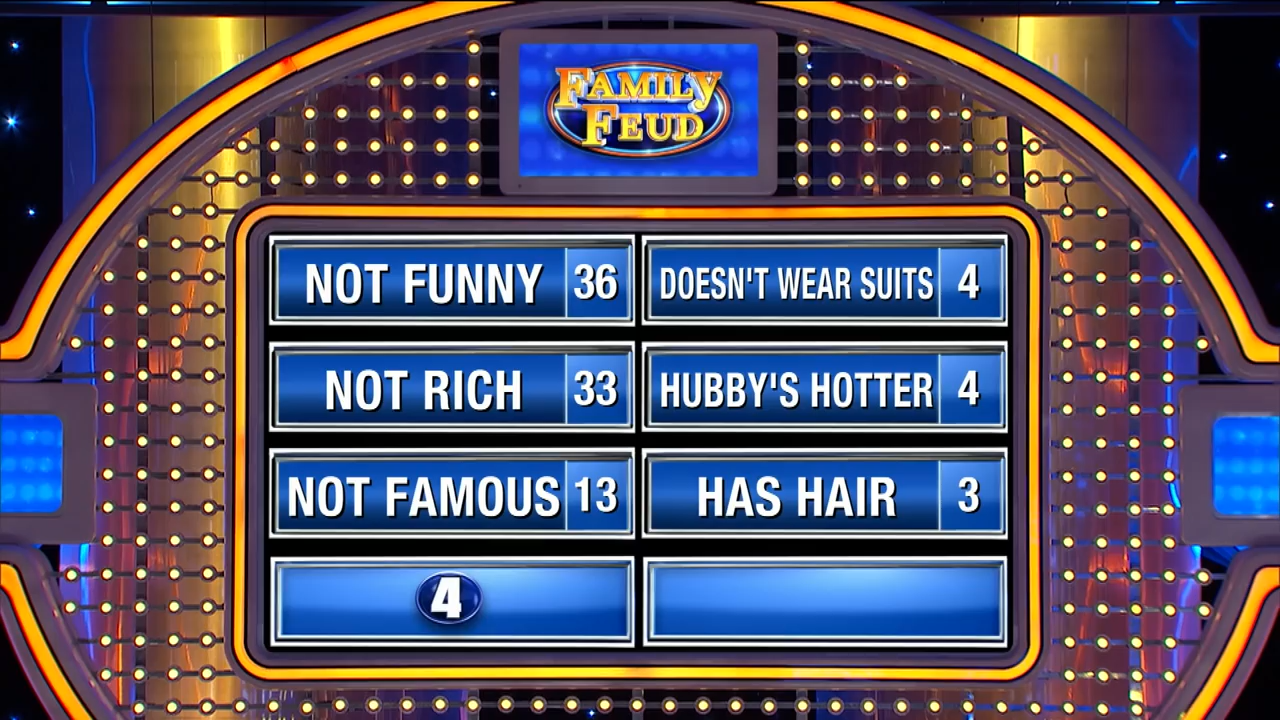 FAMILY
FEUD
NOT FUNNY 36
NOT RICH 33
NOT FAMOUS 13
4
DOESN'T WEAR SUITS 4
HUBBY'S HOTTER 4
HAS HAIR 3